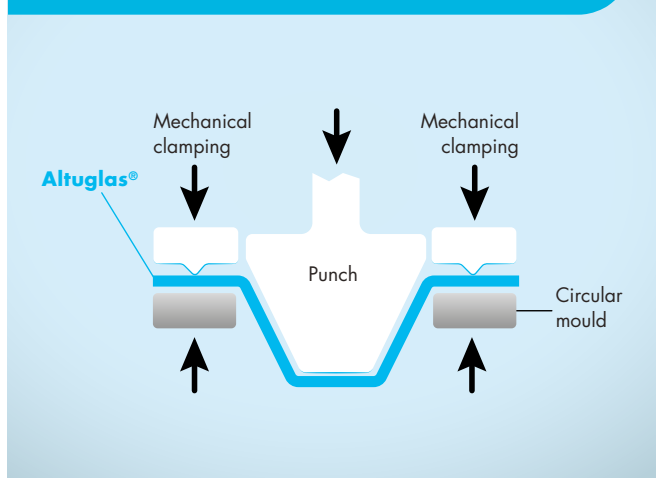 Mechanical
clamping
Mechanical
clamping
Altuglas®
Punch
Circular
mould